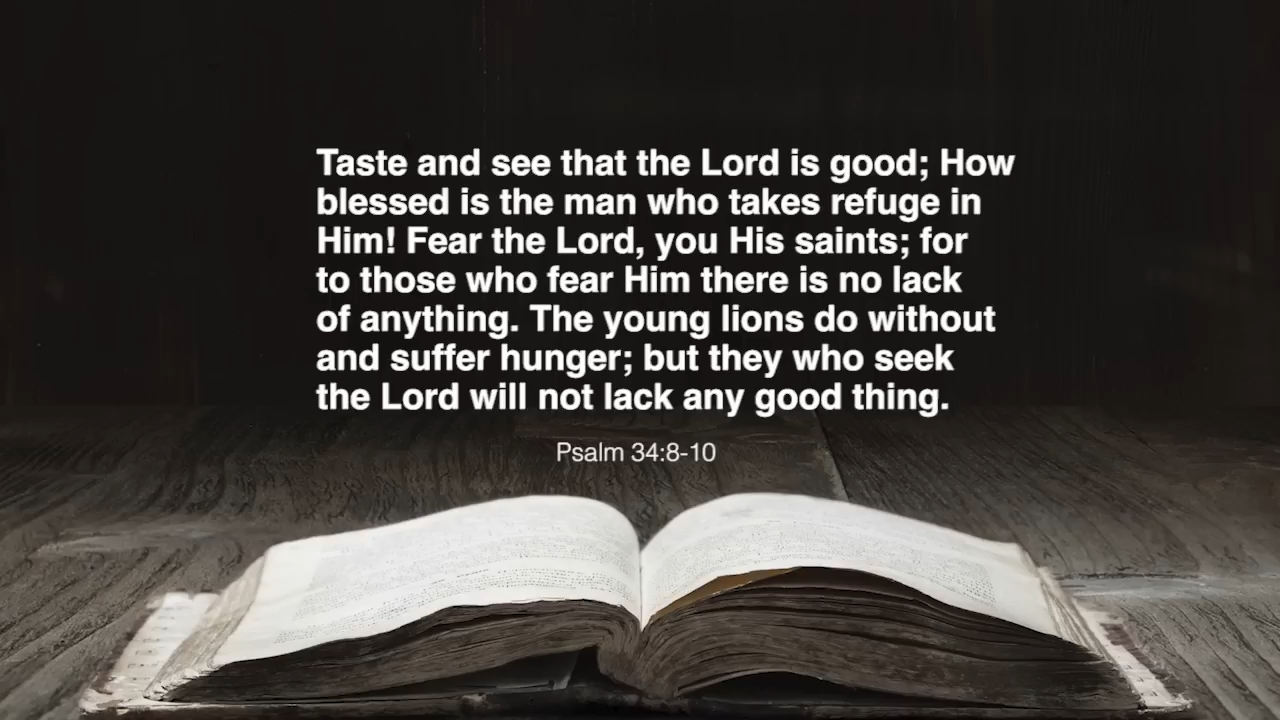 Taste and see that the Lord is good; How
blessed is the man who takes refuge in
Him! Fear the Lord, you His saints; for
to those who fear Him there is no lack
of anything. The young lions do without
and suffer hunger; but they who seek
the Lord will not lack any good thing.
Psalm 34:8-10